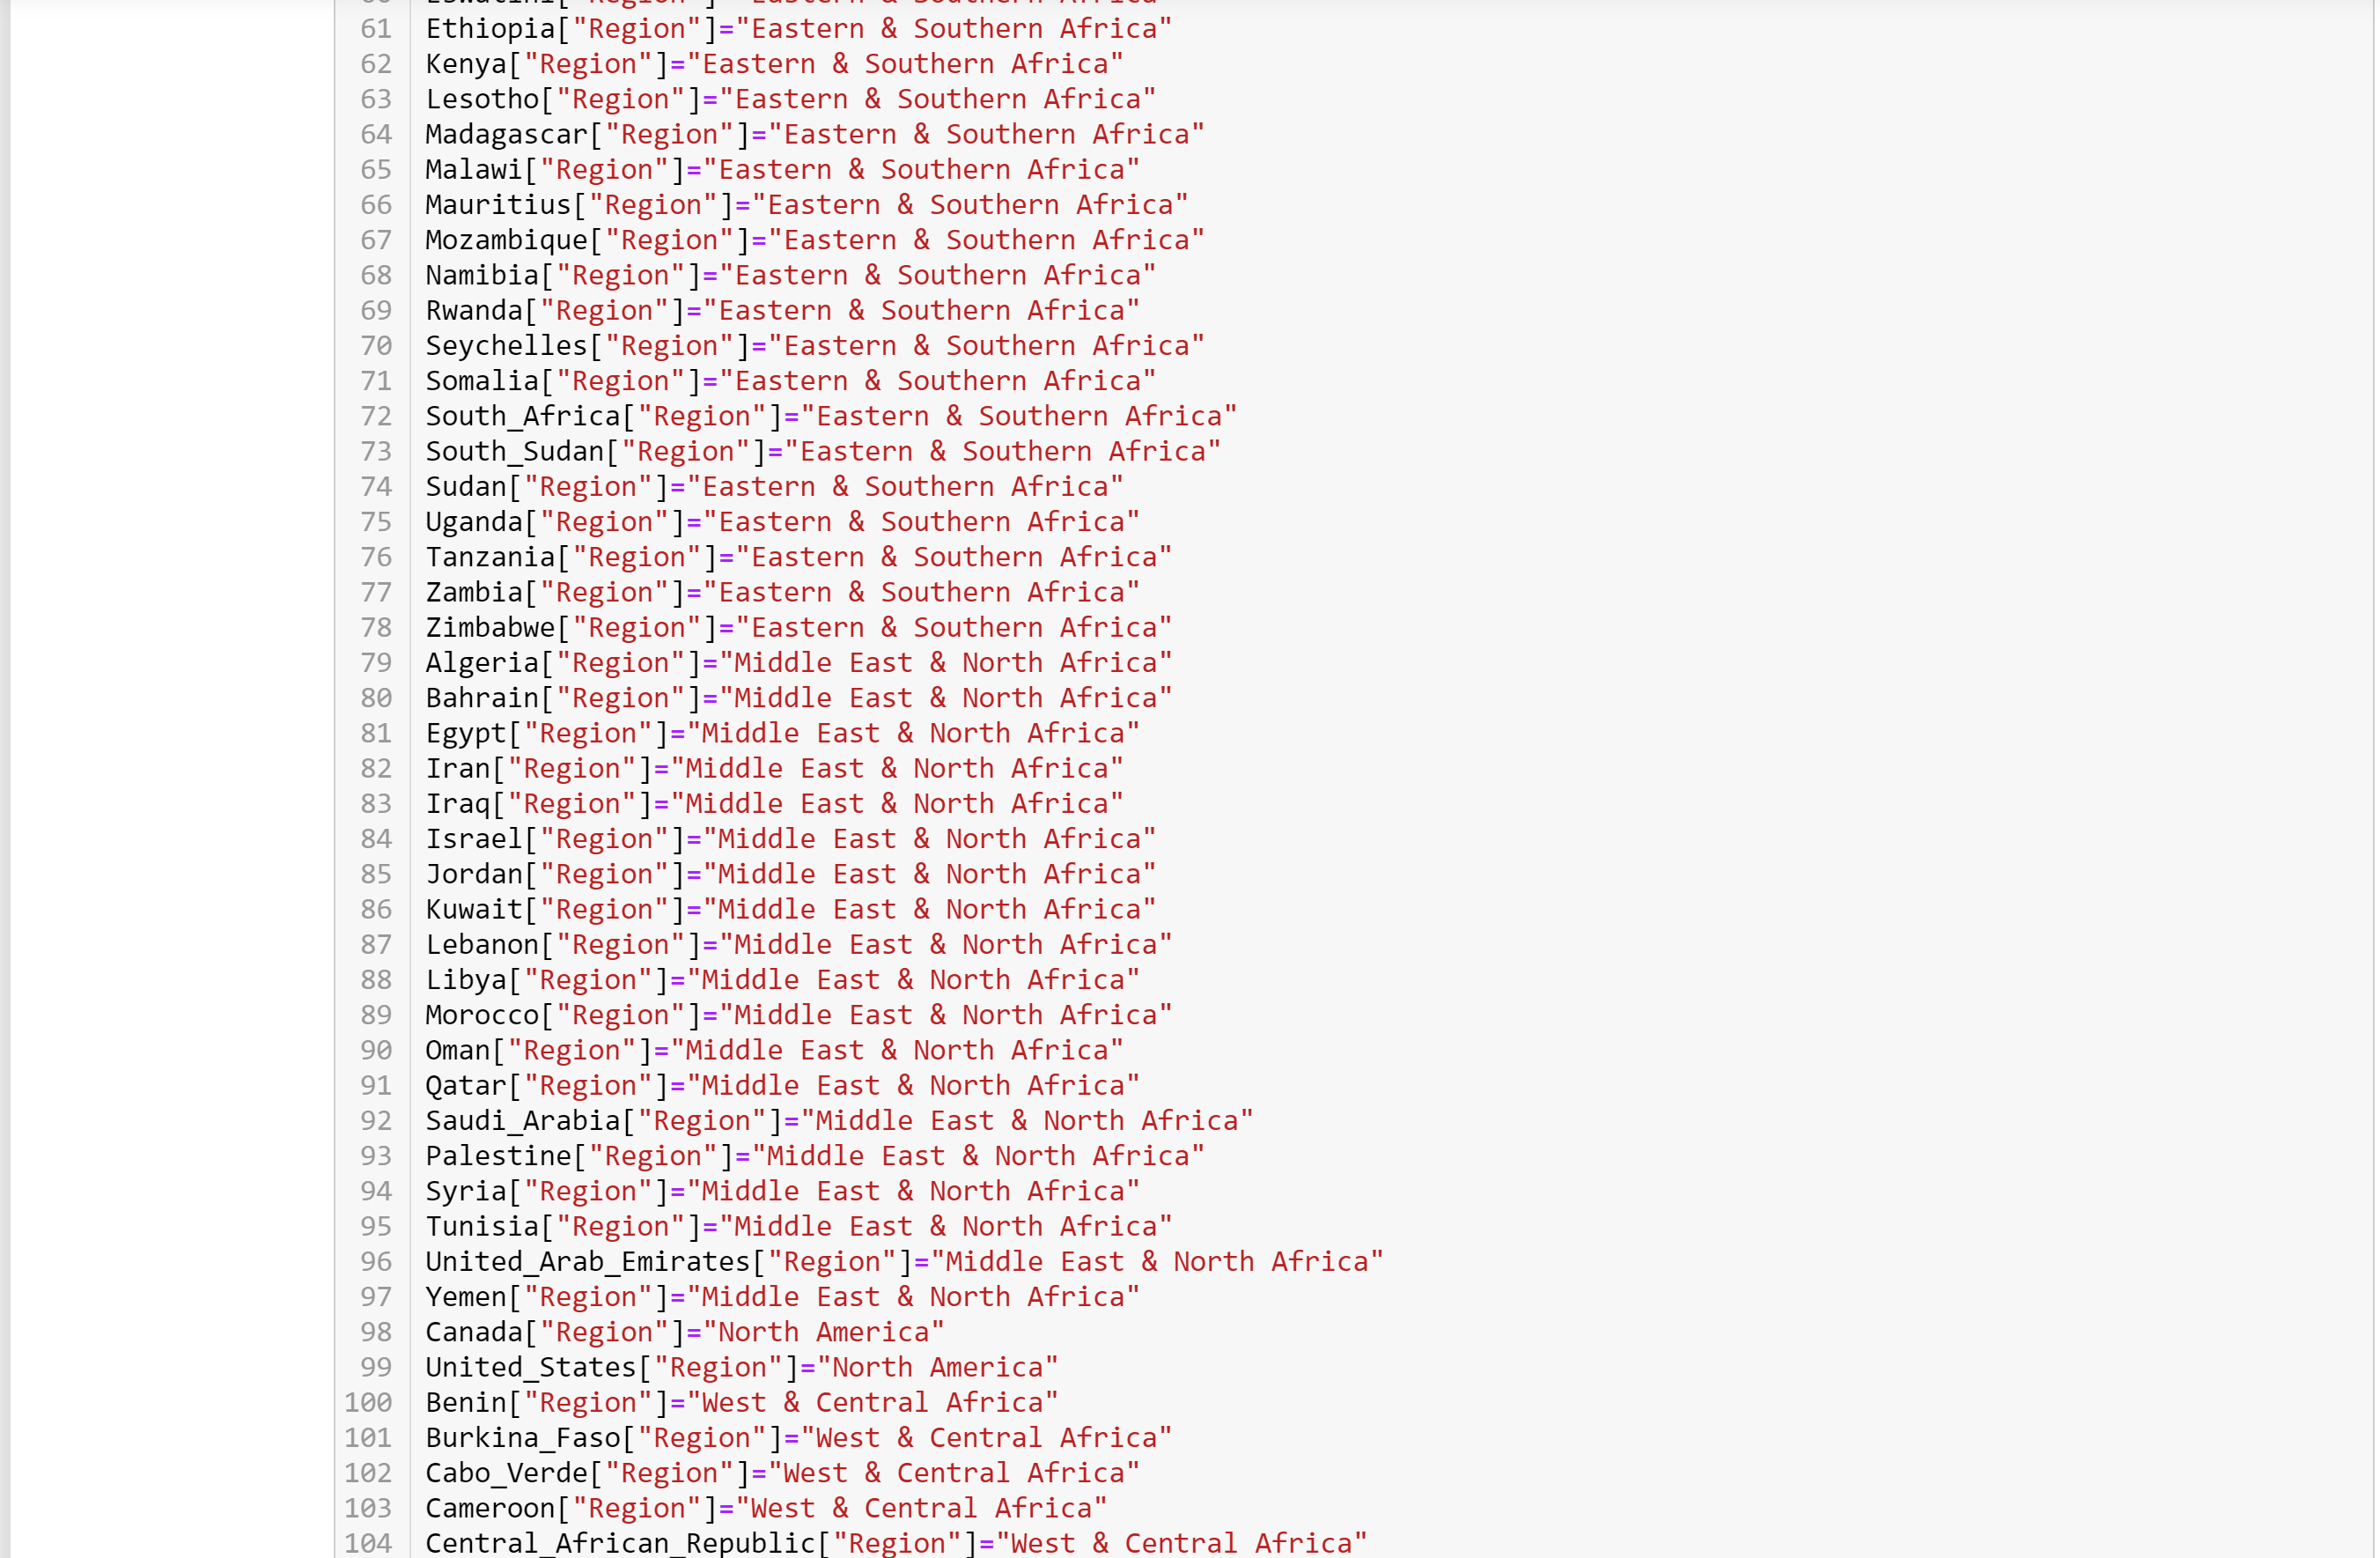 61 Ethiopia["Region"]="Eastern & Southern Africa"
62 Kenya["Region"]="Eastern & Southern Africa"
63 Lesotho["Region"]="Eastern & Southern Africa"
64 Madagascar["Region"]="Eastern & Southern Africa"
65 Malawi["Region"]="Eastern & Southern Africa"
66 Mauritius["Region"]="Eastern & Southern Africa"
67 Mozambique["Region"]="Eastern & Southern Africa"
68 Namibia["Region"]="Eastern & Southern Africa"
69 Rwanda["Region"]="Eastern & Southern Africa"
70 Seychelles["Region"]="Eastern & Southern Africa"
71 Somalia["Region"]="Eastern & Southern Africa"
72 South_Africa["Region"]="Eastern & Southern Africa"
73 South_Sudan["Region"]="Eastern & Southern Africa"
74 Sudan["Region"]="Eastern & Southern Africa"
75 Uganda["Region"]="Eastern & Southern Africa"
76 Tanzania["Region"]="Eastern & Southern Africa"
77 Zambia["Region"]="Eastern & Southern Africa"
78 Zimbabwe["Region"]="Eastern & Southern Africa"
79 Algeria["Region"]="Middle East & North Africa"
80 Bahrain["Region"]="Middle East & North Africa"
81 Egypt["Region"]="Middle East & North Africa"
82 Iran["Region"]="Middle East & North Africa"
83 Iraq["Region"]="Middle East & North Africa"
84 Israel["Region"]="Middle East & North Africa"
85 Jordan["Region"]="Middle East & North Africa"
86 Kuwait["Region"]="Middle East & North Africa"
87 Lebanon["Region"]="Middle East & North Africa"
88 Libya["Region"]="Middle East & North Africa"
89 Morocco["Region"]="Middle East & North Africa"
90 Oman["Region"]="Middle East & North Africa"
91 Qatar["Region"]="Middle East & North Africa"
92 Saudi_Arabia["Region"]="Middle East & North Africa"
93 Palestine["Region"]="Middle East & North Africa"
94 Syria["Region"]="Middle East & North Africa"
95 Tunisia["Region"]="Middle East & North Africa"
96 United_Arab_Emirates["Region"]="Middle East & North Africa"
97 Yemen["Region"]="Middle East & North Africa"
98 Canada["Region"]="North America"
99 United_States["Region"]="North America"
100 Benin["Region"]="West & Central Africa"
101 Burkina_Faso["Region"]="West & Central Africa"
102 Cabo_Verde["Region"]="West & Central Africa"
103 Cameroon["Region"]="West & Central Africa"
104 Central_African_Republic["Region"]="West & Central Africa"